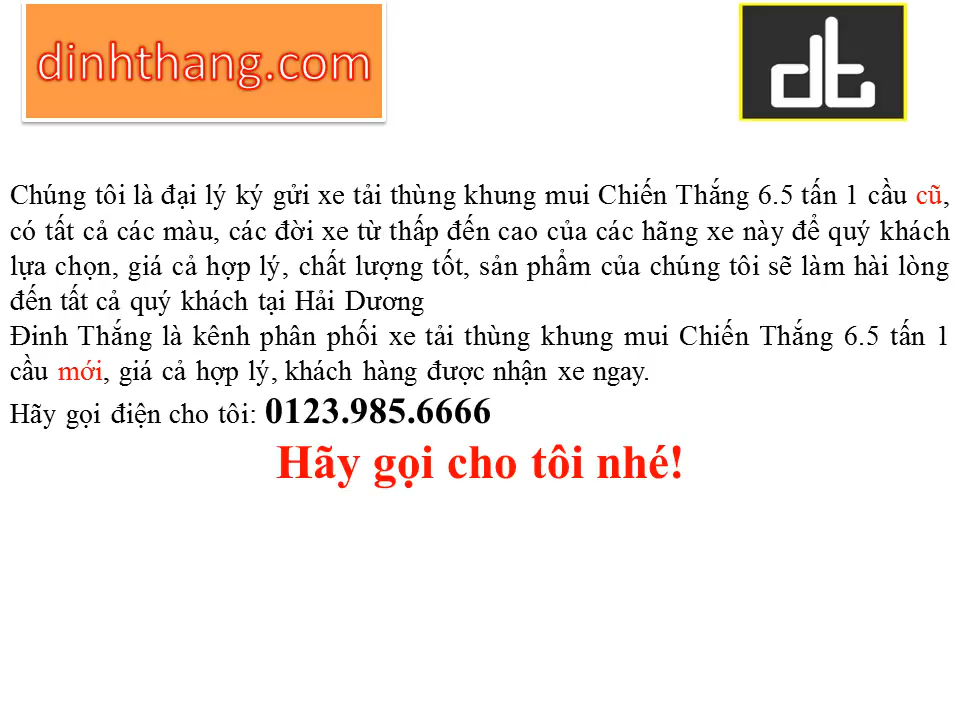 dinhthang.com
dt
Chúng tôi là đại lý ký gửi xe tải thùng khung mui Chiến Thắng 6.5 tấn 1 cầu cũ,
có tất cả các màu, các đời xe từ thấp đến cao của các hãng xe này để quý khách
lựa chọn, giá cả hợp lý, chất lượng tốt, sản phẩm của chúng tôi sẽ làm hài lòng
đến tất cả quý khách tại Hải Dương
Đinh Thắng là kênh phân phối xe tải thùng khung mui Chiến Thắng 6.5 tấn 1
cầu mới, giá cả hợp lý, khách hàng được nhận xe ngay.
Hãy gọi điện cho tôi: 0123.985.6666
Hãy gọi cho tôi nhé!